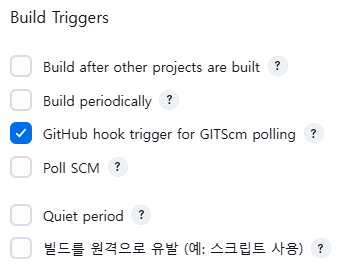 Build Triggers
Build after other projects are built ?
Build periodically ?
GitHub hook trigger for GITScm polling ?
Poll SCM ?
Quiet period ?
빌드를 원격으로 유발 (예: 스크립트 사용) ?